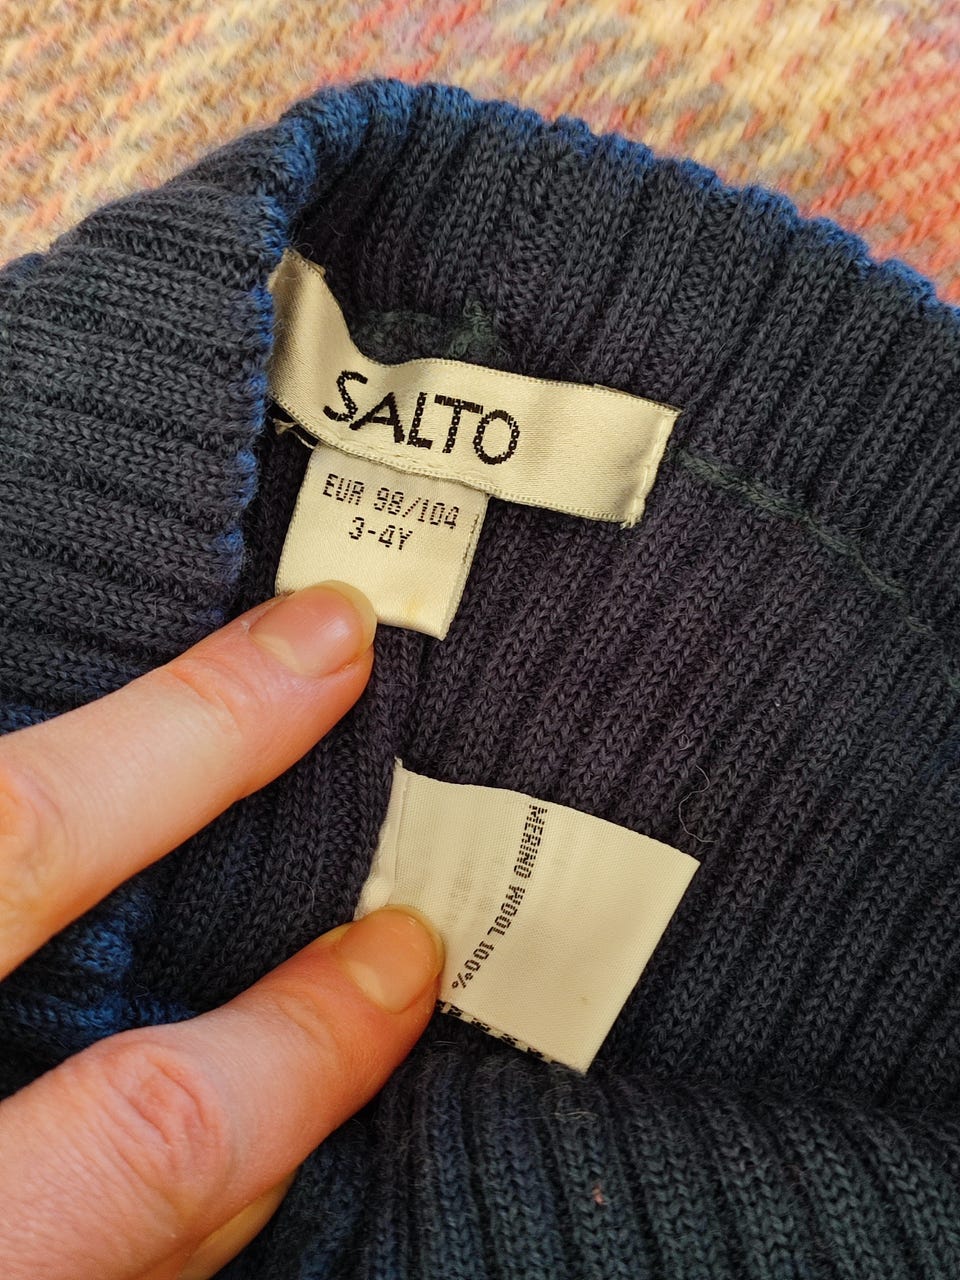 SALTO
EUR 98/104
3-4Y
MERINO WOOL 100%